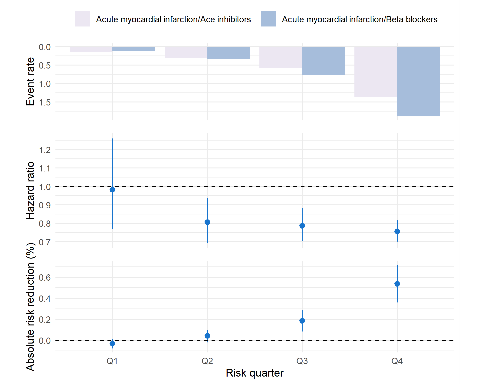 Acute myocardial infarction/Ace inhibitors Acute myocardial infarction/Beta blockers
Event rate
0.0
0.5
1.0
1.5
Hazard ratio
1.2
1.1
1.0
0.9
0.8
0.7
Absolute risk reduction (%)
0.6
0.4
0.2
0.0
Q1 Q2 Q3 Q4
Risk quarter